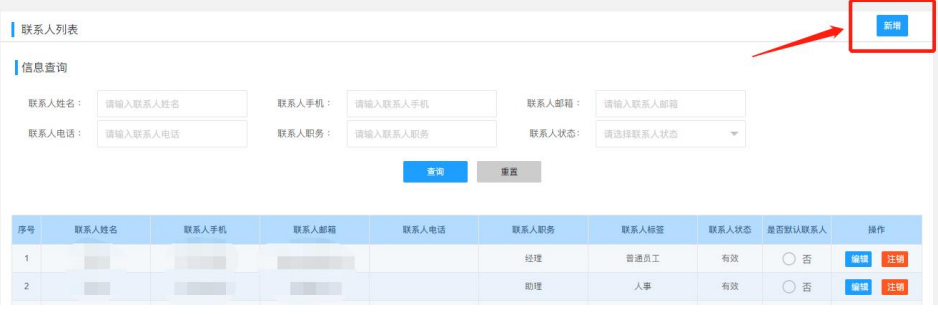 联系人列表 新增
信息查询
联系人姓名： 请输入联系人姓名 联系人手机： 请输入联系人手机 联系人邮箱： 请输入联系人邮箱
联系人电话： 请输入联系人电话 联系人职务： 请输入联系人职务 联系人状态： 请选择联系人状态
查询 重置
序号 联系人姓名 联系人手机 联系人邮箱 联系人电话 联系人职务 联系人标签 联系人状态 是否默认联系人 操作
1 经理 普通员工 有效 否 编辑 注销
2 助理 人事 有效 否 编辑 注销